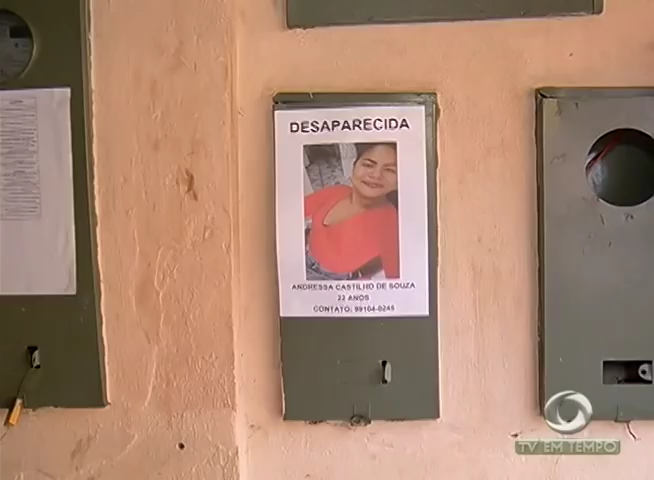 DESAPARECIDA
ANDRESSA CASTILHO DE SOUZA
22 ANOS
CONTATO: 99104-0245
TV EM TEMPO